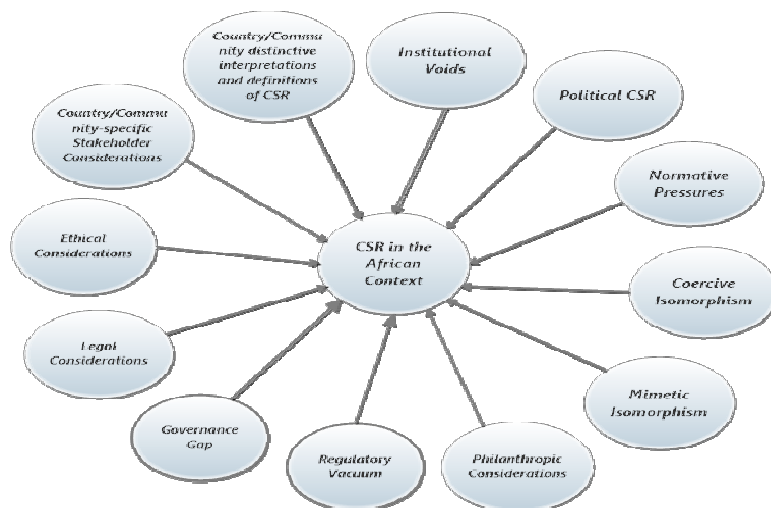 Country/Commu
nity distinctive
interpretations
and definitions
of CSR
Institutional
Voids
Political CSR
Normative
Pressures
Coercive
Isomorphism
Mimetic
Isomorphism
Philanthropic
Considerations
Regulatory
Vacuum
Governance
Gap
Legal
Considerations
Ethical
Considerations
Country/Commu
nity-specific
Stakeholder
Considerations
CSR in the
African
Context